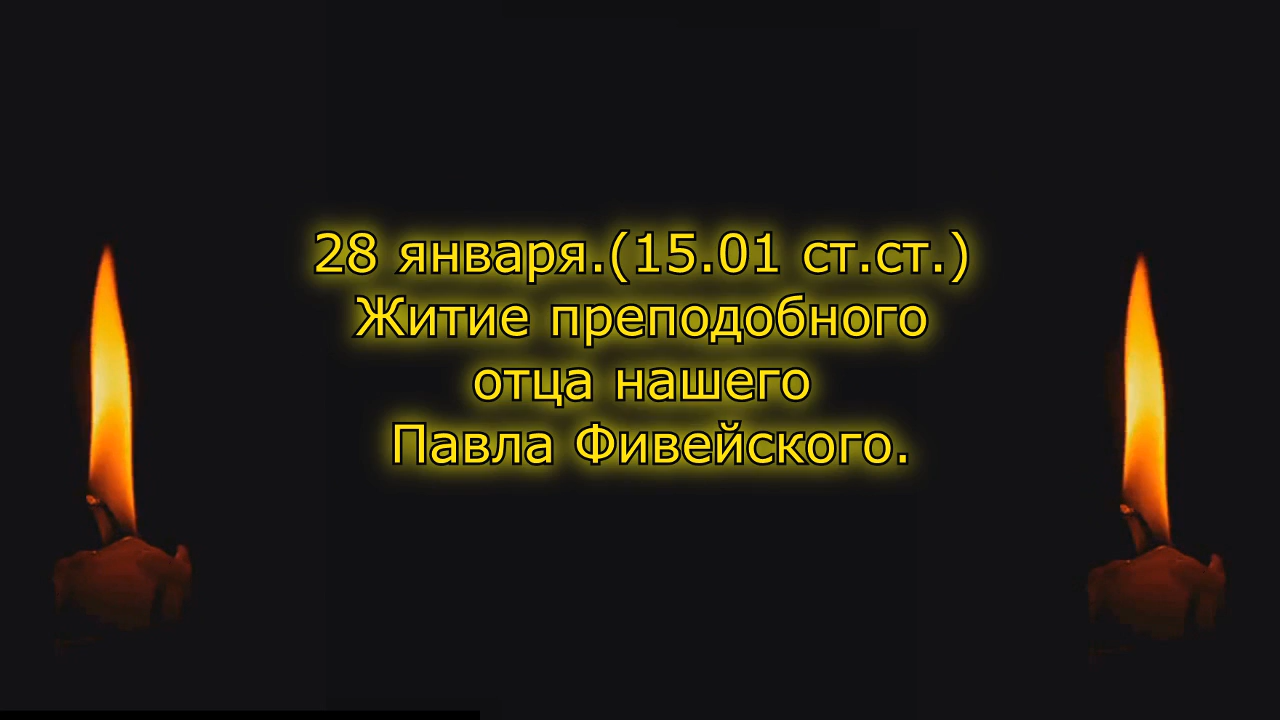 28 января.(15.01 ст.ст.)
Житие преподобного
отца нашего
Павла Фивейского.